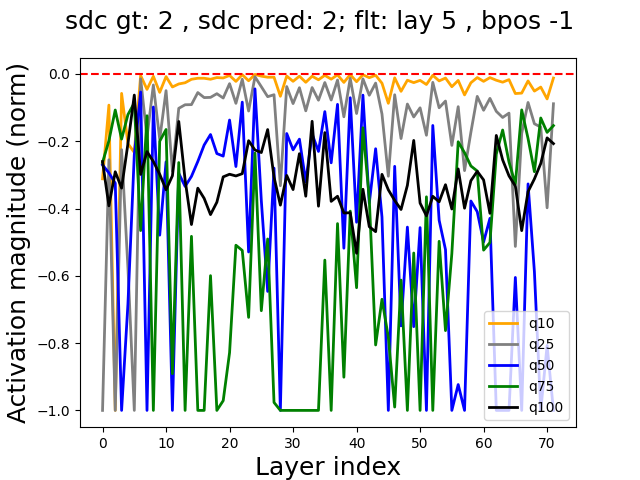 sdc gt: 2 , sdc pred: 2; flt: lay 5 , bpos -1
Activation magnitude (norm)
0.0
−0.2
−0.4
−0.6
−0.8
−1.0
0 10 20 30 40 50 60 70
Layer index
q10
q25
q50
q75
q100